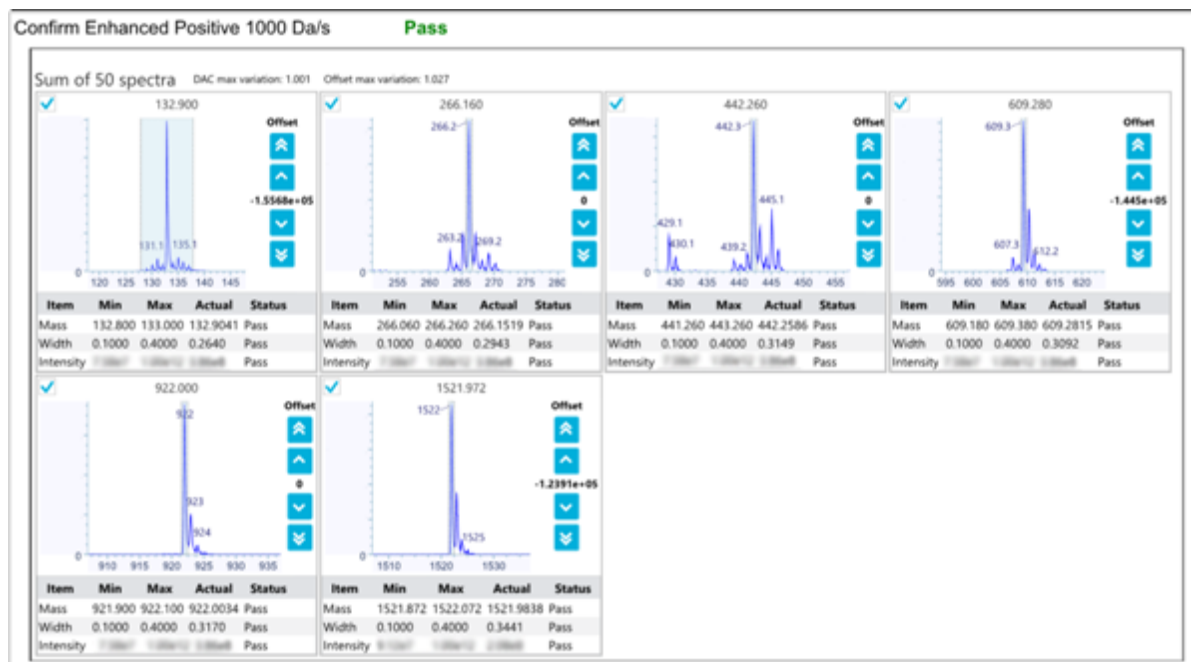 Confirm Enhanced Positive 1000 Da/s Pass
Sum of 50 spectra DAC max variation: 1.001 Offset max variation: 1.027
132.900
Offset
-1.5568e+05
131.1 135.1
0
120 125 130 135 140 145
Item Min Max Actual Status
Mass 132.800 133.000 132.9041 Pass
Width 0.1000 0.4000 0.2640 Pass
Intensity Pass
266.160
266.2
Offset
0
263.2 269.2
0
255 260 265 270 275 280
Item Min Max Actual Status
Mass 266.060 266.260 266.1519 Pass
Width 0.1000 0.4000 0.2943 Pass
Intensity Pass
442.260
442.3
Offset
0
429.1 445.1
430.1 439.2
0
430 435 440 445 450 455
Item Min Max Actual Status
Mass 441.260 443.260 442.2586 Pass
Width 0.1000 0.4000 0.3149 Pass
Intensity Pass
609.280
609.3
Offset
-1.445e+05
607.3 612.2
0
595 600 605 610 615 620
Item Min Max Actual Status
Mass 609.180 609.380 609.2815 Pass
Width 0.1000 0.4000 0.3092 Pass
Intensity Pass
922.000
922
Offset
0
923
924
0
910 915 920 925 930 935
Item Min Max Actual Status
Mass 921.900 922.100 922.0034 Pass
Width 0.1000 0.4000 0.3170 Pass
Intensity Pass
1521.972
1522
Offset
-1.2391e+05
1525
0
1510 1520 1530
Item Min Max Actual Status
Mass 1521.872 1522.072 1521.9838 Pass
Width 0.1000 0.4000 0.3441 Pass
Intensity Pass